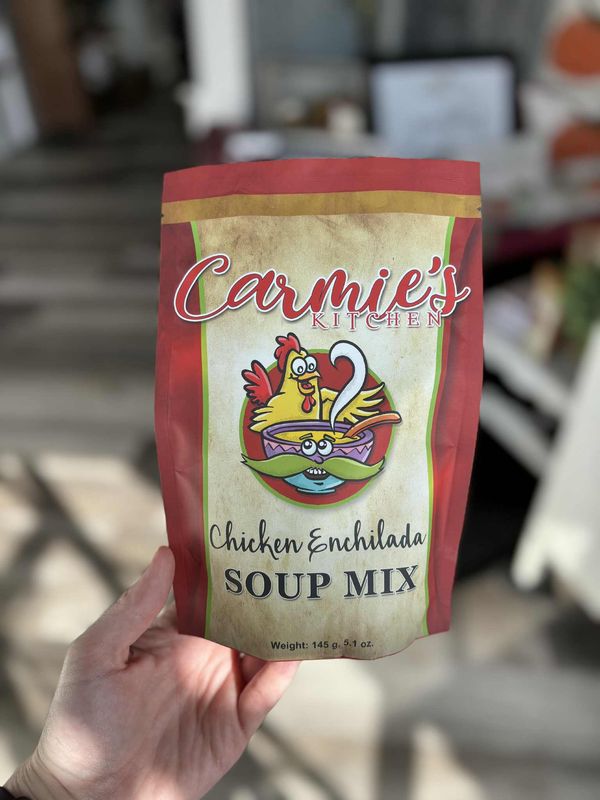 Carmie's
KITCHEN
Chicken Enchilada
SOUP MIX
Weight: 145 g. 5.1 oz.